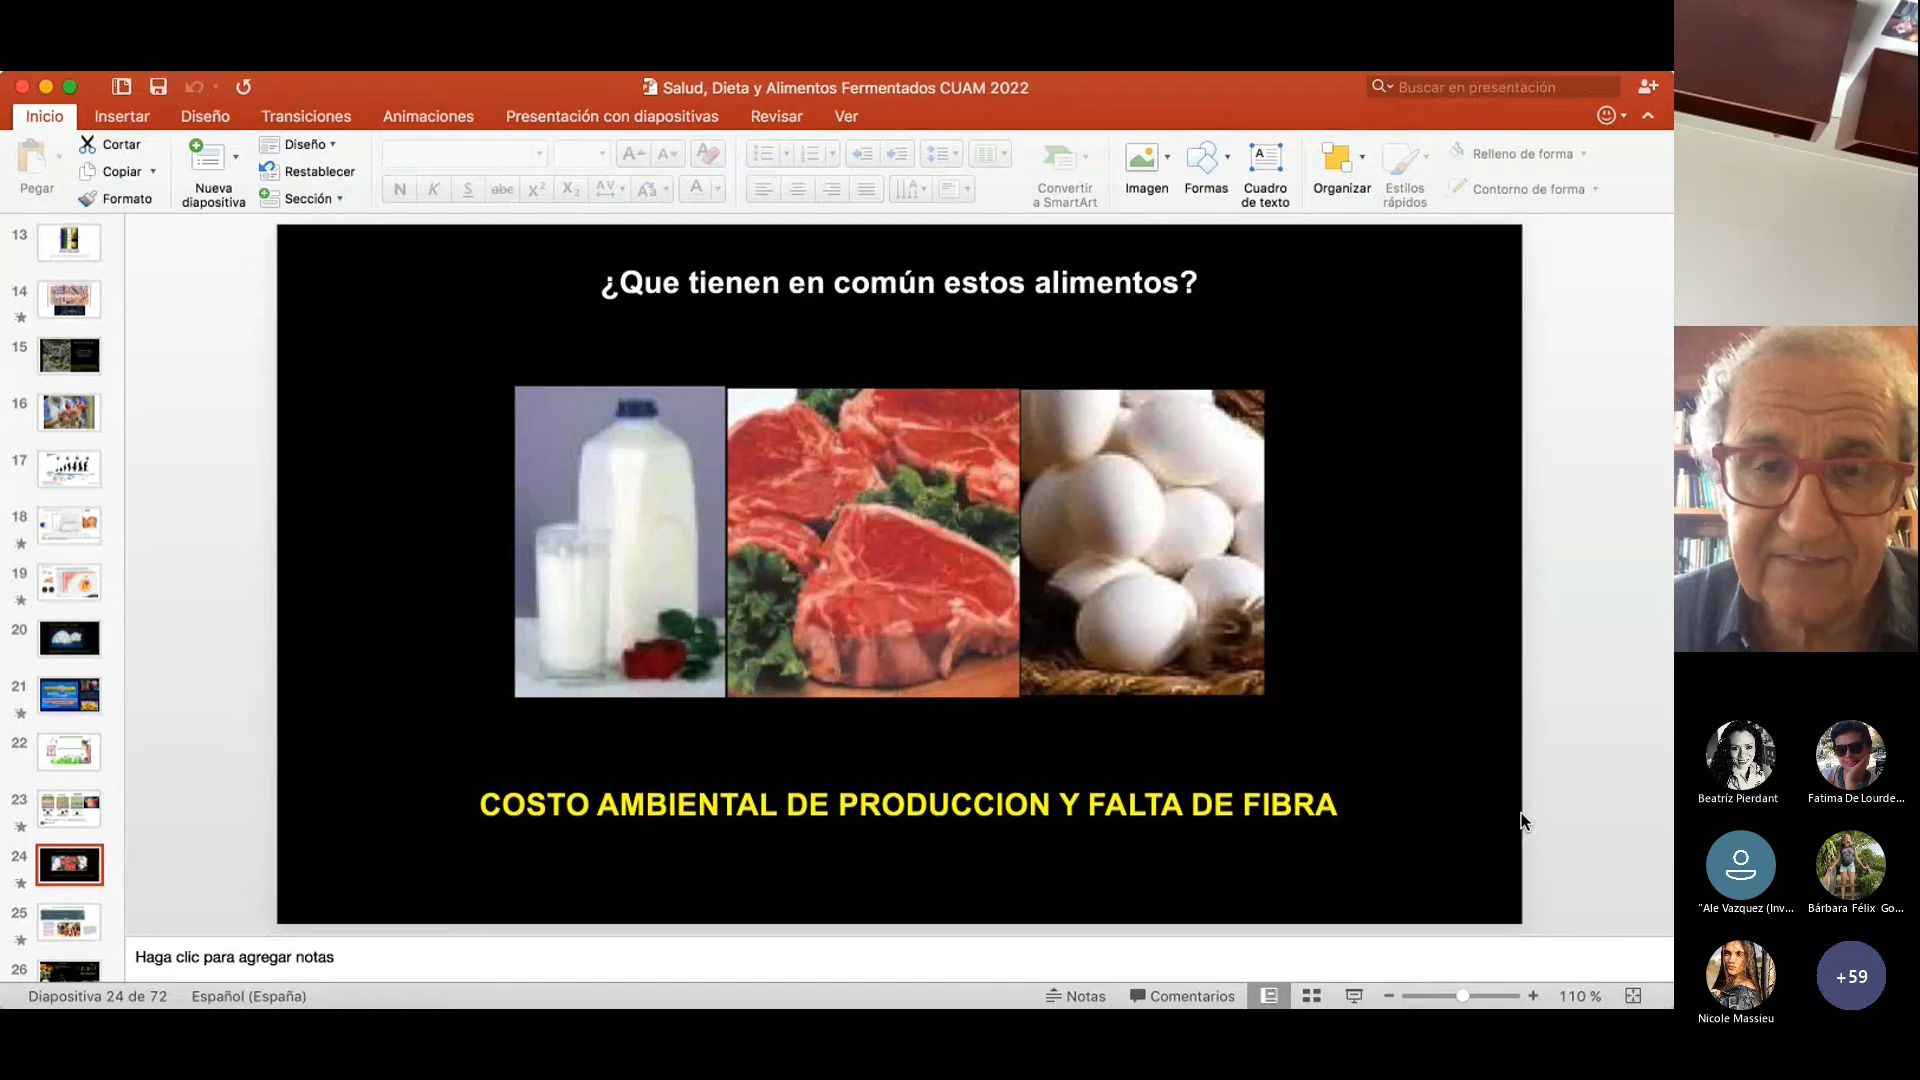 Salud, Dieta y Alimentos Fermentados CUAM 2022
Buscar en presentación
Inicio
Insertar
Diseño
Transiciones
Animaciones
Presentación con diapositivas
Revisar
Ver
Pegar
Cortar
Copiar
Formato
Nueva
diapositiva
Diseño
Restablecer
Sección
N K S abc X² X₂ AV Aa A
Convertir
a SmartArt
Imagen
Formas
Cuadro
de texto
Organizar
Estilos
rápidos
Relleno de forma
Contorno de forma
13
14
15
16
17
18
19
20
21
22
23
24
25
26
¿Que tienen en común estos alimentos?
COSTO AMBIENTAL DE PRODUCCION Y FALTA DE FIBRA
Haga clic para agregar notas
Diapositiva 24 de 72
Español (España)
Notas
Comentarios
110 %
Beatríz Pierdant
Fatima De Lourde...
"Ale Vazquez (Inv...
Bárbara Félix Go...
Nicole Massieu
+59